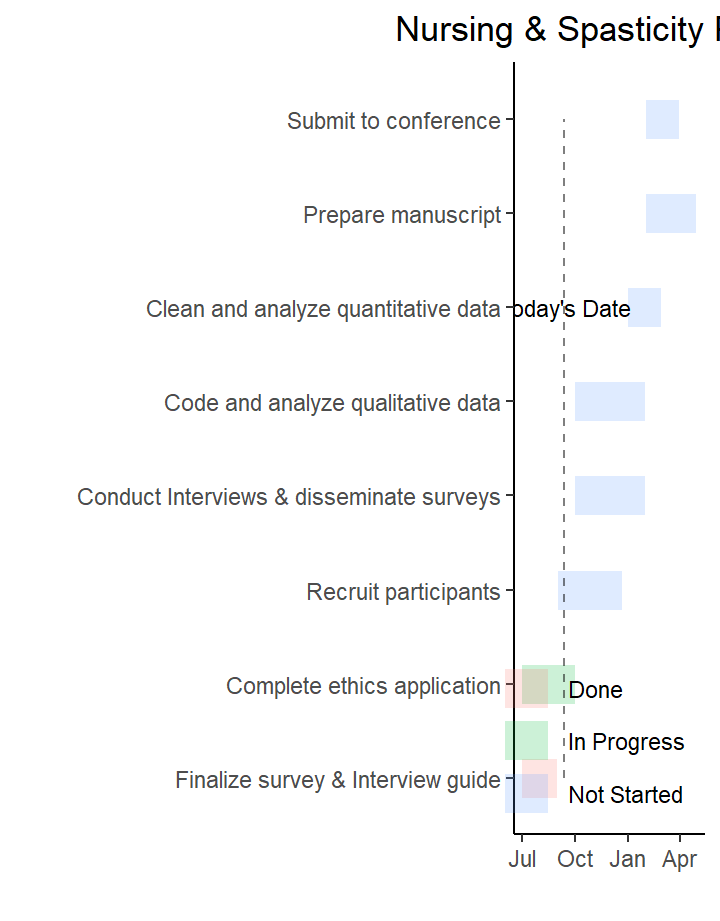 Nursing & Spasticity
Submit to conference
Prepare manuscript
Clean and analyze quantitative data
oday's Date
Code and analyze qualitative data
Conduct Interviews & disseminate surveys
Recruit participants
Complete ethics application
Done
In Progress
Finalize survey & Interview guide
Not Started
Jul Oct Jan Apr